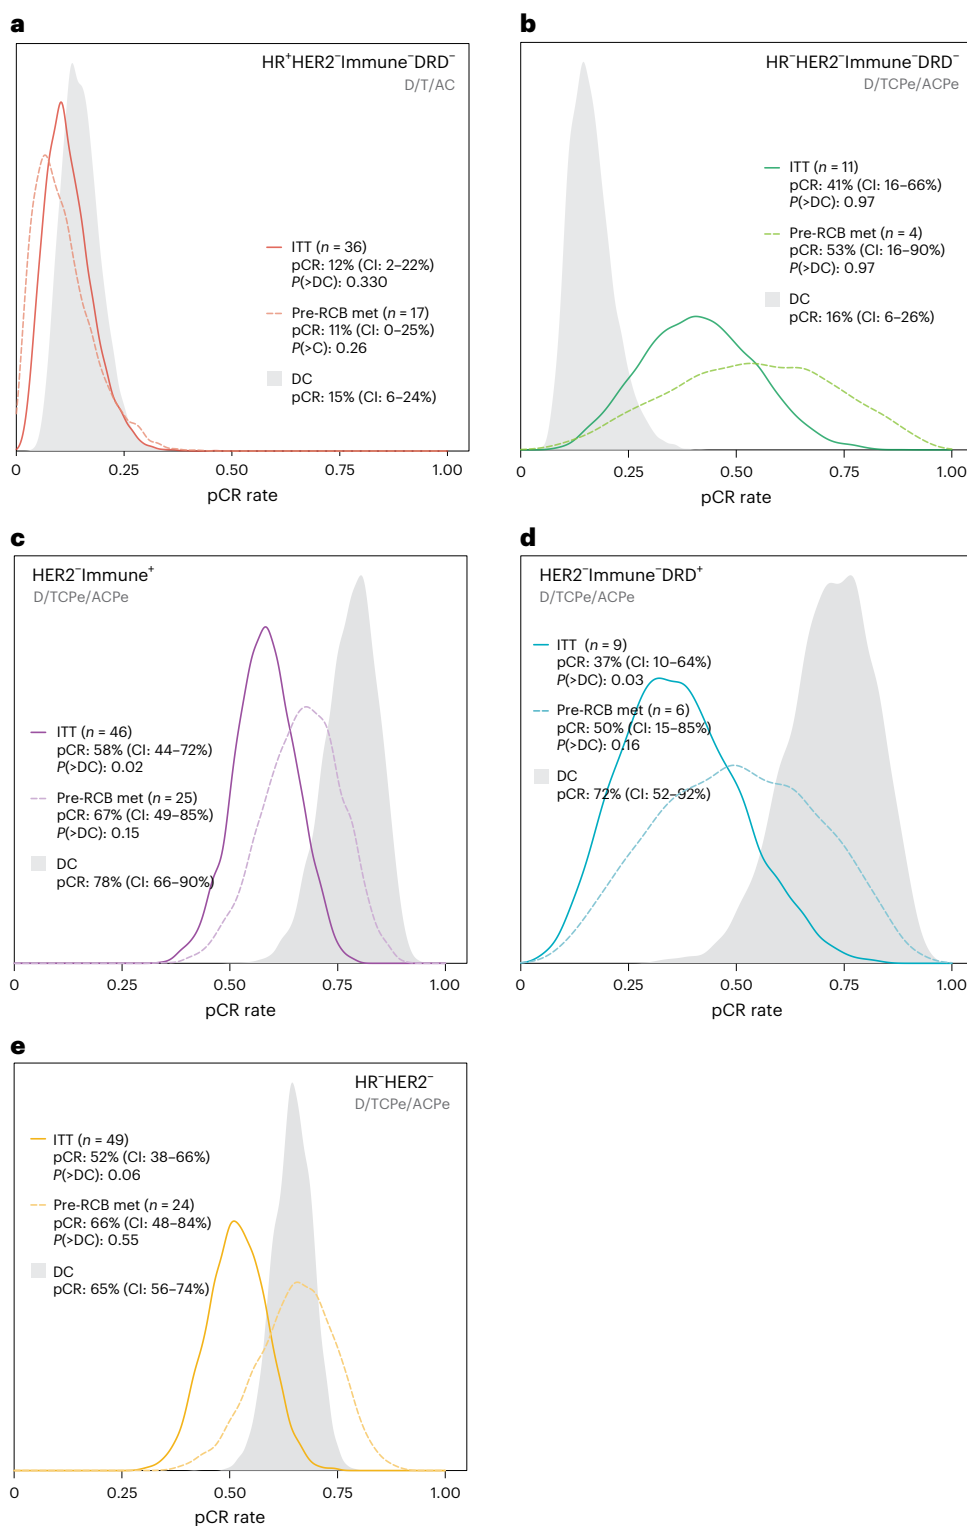 a
HR⁺HER2⁻Immune⁻DRD⁻
D/T/AC
ITT (n = 36)
pCR: 12% (CI: 2–22%)
P(>DC): 0.330
Pre-RCB met (n = 17)
pCR: 11% (CI: 0–25%)
P(>C): 0.26
DC
pCR: 15% (CI: 6–24%)
0 0.25 0.50 0.75 1.00
pCR rate
b
HR⁻HER2⁻Immune⁻DRD⁻
D/TCPe/ACPe
ITT (n = 11)
pCR: 41% (CI: 16–66%)
P(>DC): 0.97
Pre-RCB met (n = 4)
pCR: 53% (CI: 16–90%)
P(>DC): 0.97
DC
pCR: 16% (CI: 6–26%)
0 0.25 0.50 0.75 1.00
pCR rate
c
HER2⁻Immune⁺
D/TCPe/ACPe
ITT (n = 46)
pCR: 58% (CI: 44–72%)
P(>DC): 0.02
Pre-RCB met (n = 25)
pCR: 67% (CI: 49–85%)
P(>DC): 0.15
DC
pCR: 78% (CI: 66–90%)
0 0.25 0.50 0.75 1.00
pCR rate
d
HER2⁻Immune⁻DRD⁺
D/TCPe/ACPe
ITT (n = 9)
pCR: 37% (CI: 10–64%)
P(>DC): 0.03
Pre-RCB met (n = 6)
pCR: 50% (CI: 15–85%)
P(>DC): 0.16
DC
pCR: 72% (CI: 52–92%)
0 0.25 0.50 0.75 1.00
pCR rate
e
HR⁻HER2⁻
D/TCPe/ACPe
ITT (n = 49)
pCR: 52% (CI: 38–66%)
P(>DC): 0.06
Pre-RCB met (n = 24)
pCR: 66% (CI: 48–84%)
P(>DC): 0.55
DC
pCR: 65% (CI: 56–74%)
0 0.25 0.50 0.75 1.00
pCR rate